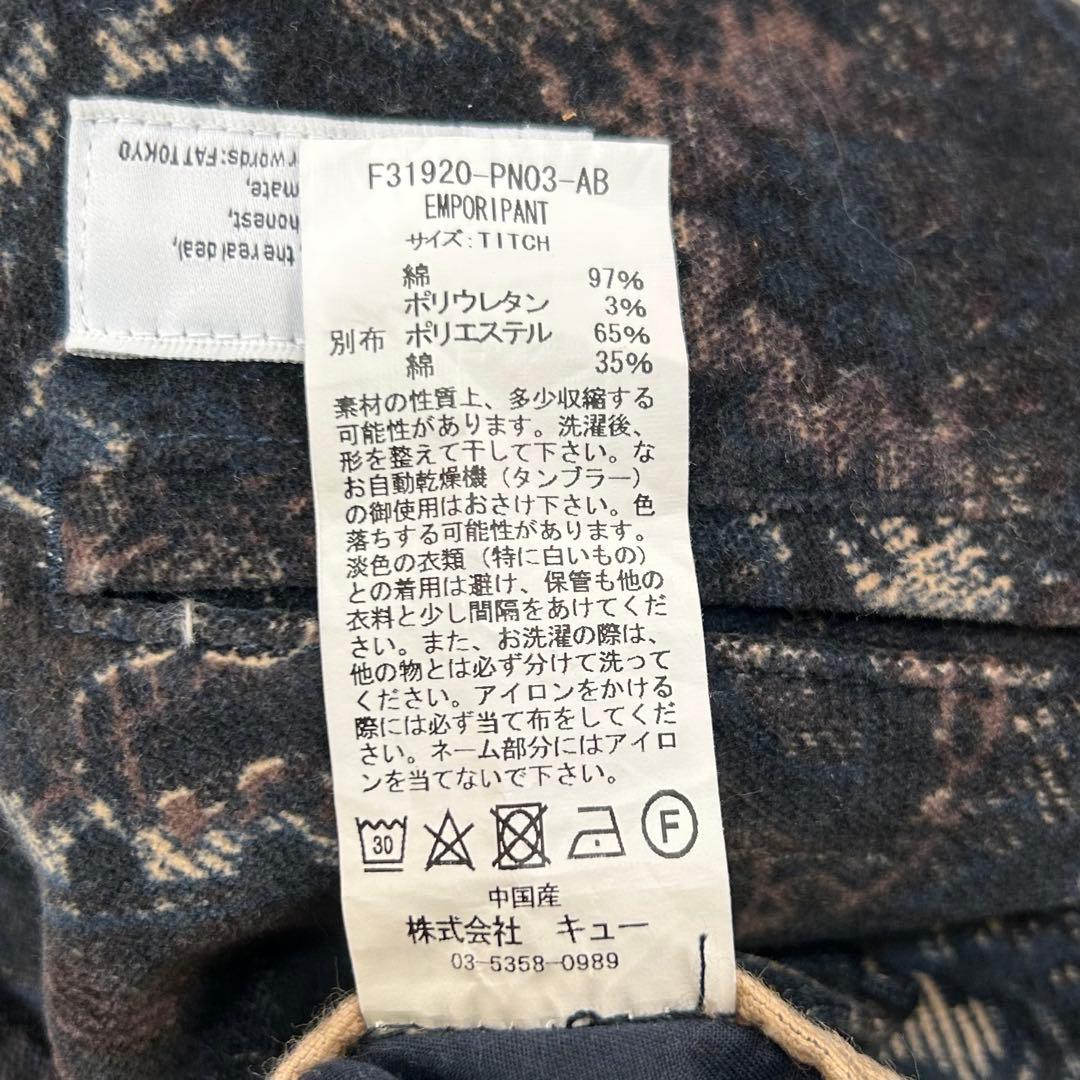 the real deal,
honest,
mate,
rwords:FATTOKYO
F31920-PN03-AB
EMPORIPANT
サイズ:TITCH
綿 97%
ポリウレタン 3%
別布 ポリエステル 65%
綿 35%
素材の性質上、多少収縮する
可能性があります。洗濯後、
形を整えて干して下さい。な
お自動乾燥機（タンブラー）
の御使用はおさけ下さい。色
落ちする可能性があります。
淡色の衣類（特に白いもの）
との着用は避け、保管も他の
衣料と少し間隔をあけてくだ
さい。また、お洗濯の際は、
他の物とは必ず分けて洗って
ください。アイロンをかける
際には必ず当て布をしてくだ
さい。ネーム部分にはアイロ
ンを当てないで下さい。
30
F
中国産
株式会社 キュー
03-5358-0989